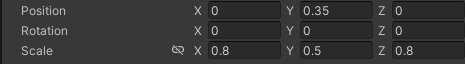 Position X 0 Y 0.35 Z 0
Rotation X 0 Y 0 Z 0
Scale X 0.8 Y 0.5 Z 0.8